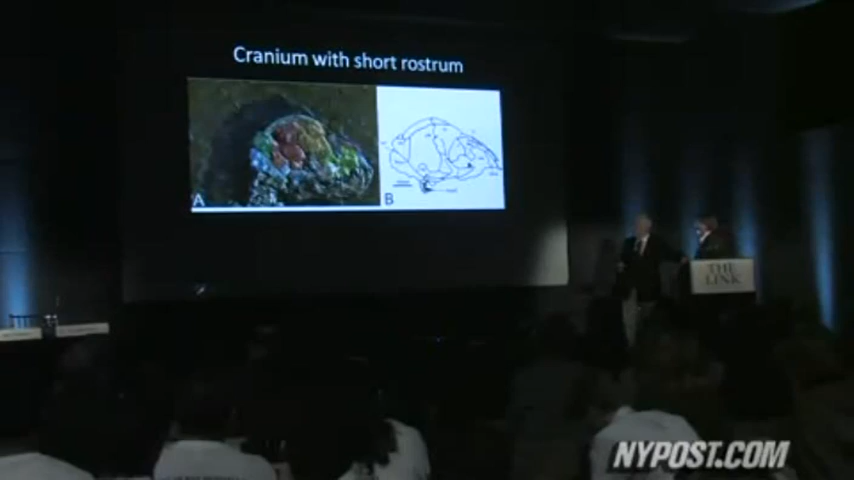 Cranium with short rostrum
A
B
THE
LINK
NYPOST.COM